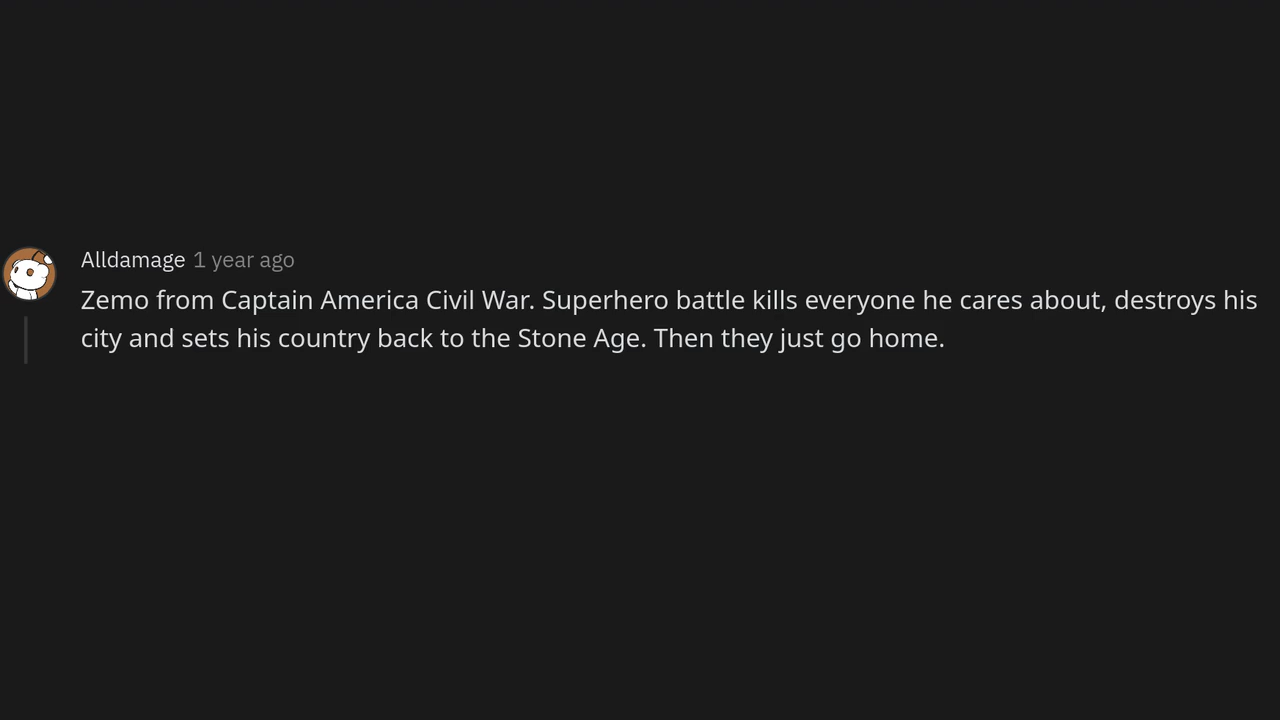 Alldamage 1 year ago
Zemo from Captain America Civil War. Superhero battle kills everyone he cares about, destroys his
city and sets his country back to the Stone Age. Then they just go home.